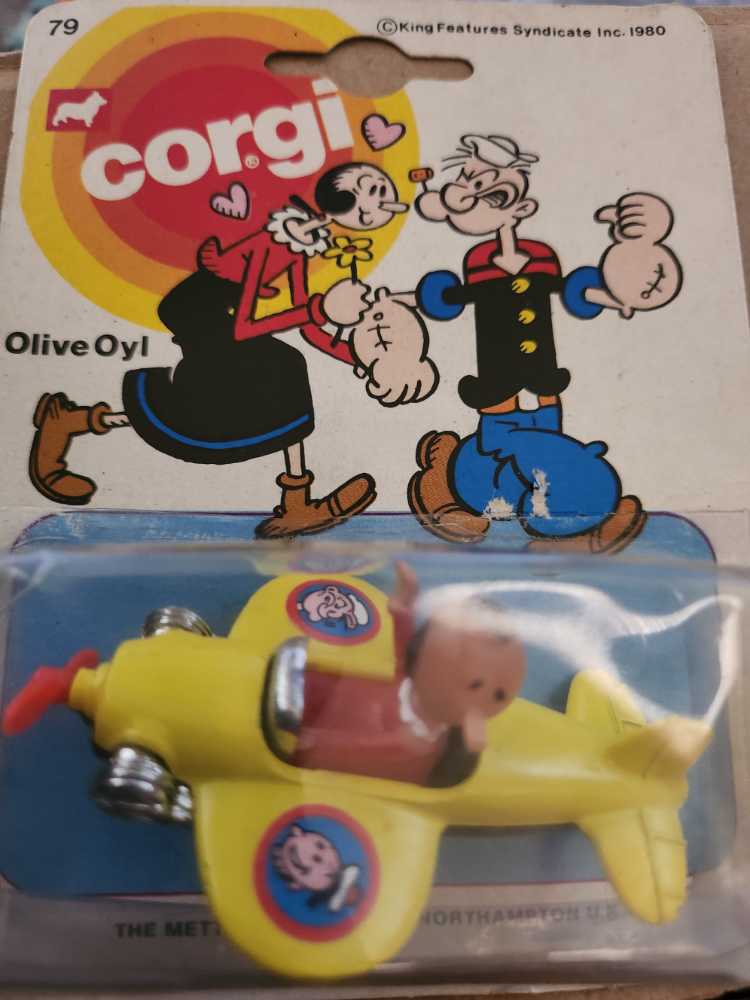 79
©King Features Syndicate Inc. 1980
corgi®
Olive Oyl
THE METT NORTHAMPTON U.K